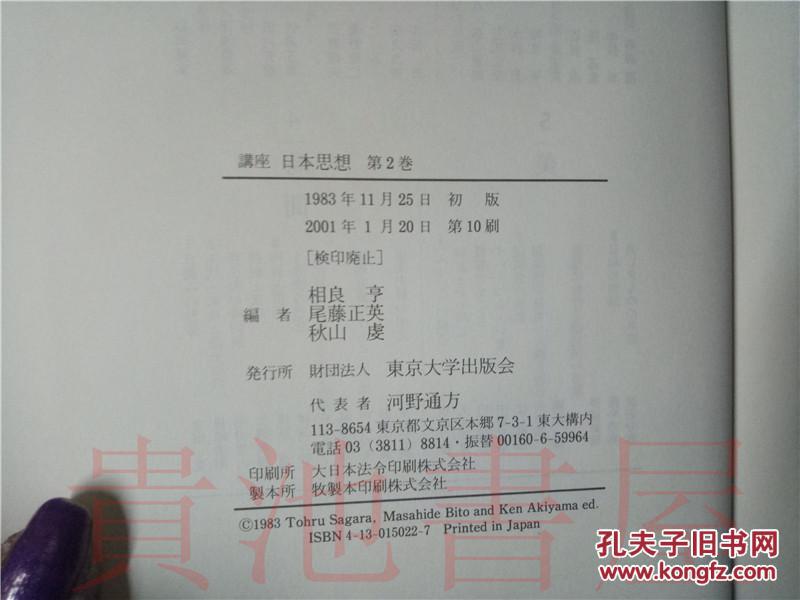 講座 日本思想 第2巻
1983年11月25日 初 版
2001年 1月20日 第10刷
[検印廃止]
相良 亨
編 者 尾藤正英
秋山 虔
発行所 財団法人 東京大学出版会
代表者 河野通方
113-8654 東京都文京区本郷7-3-1 東大構内
電話03(3811)8814・振替00160-6-59964
印刷所 大日本法令印刷株式会社
製本所 牧製本印刷株式会社
©1983 Tohru Sagara, Masahide Bito and Ken Akiyama ed.
ISBN 4-13-015022-7 Printed in Japan
貴池書屋
孔夫子旧书网
www.kongfz.com